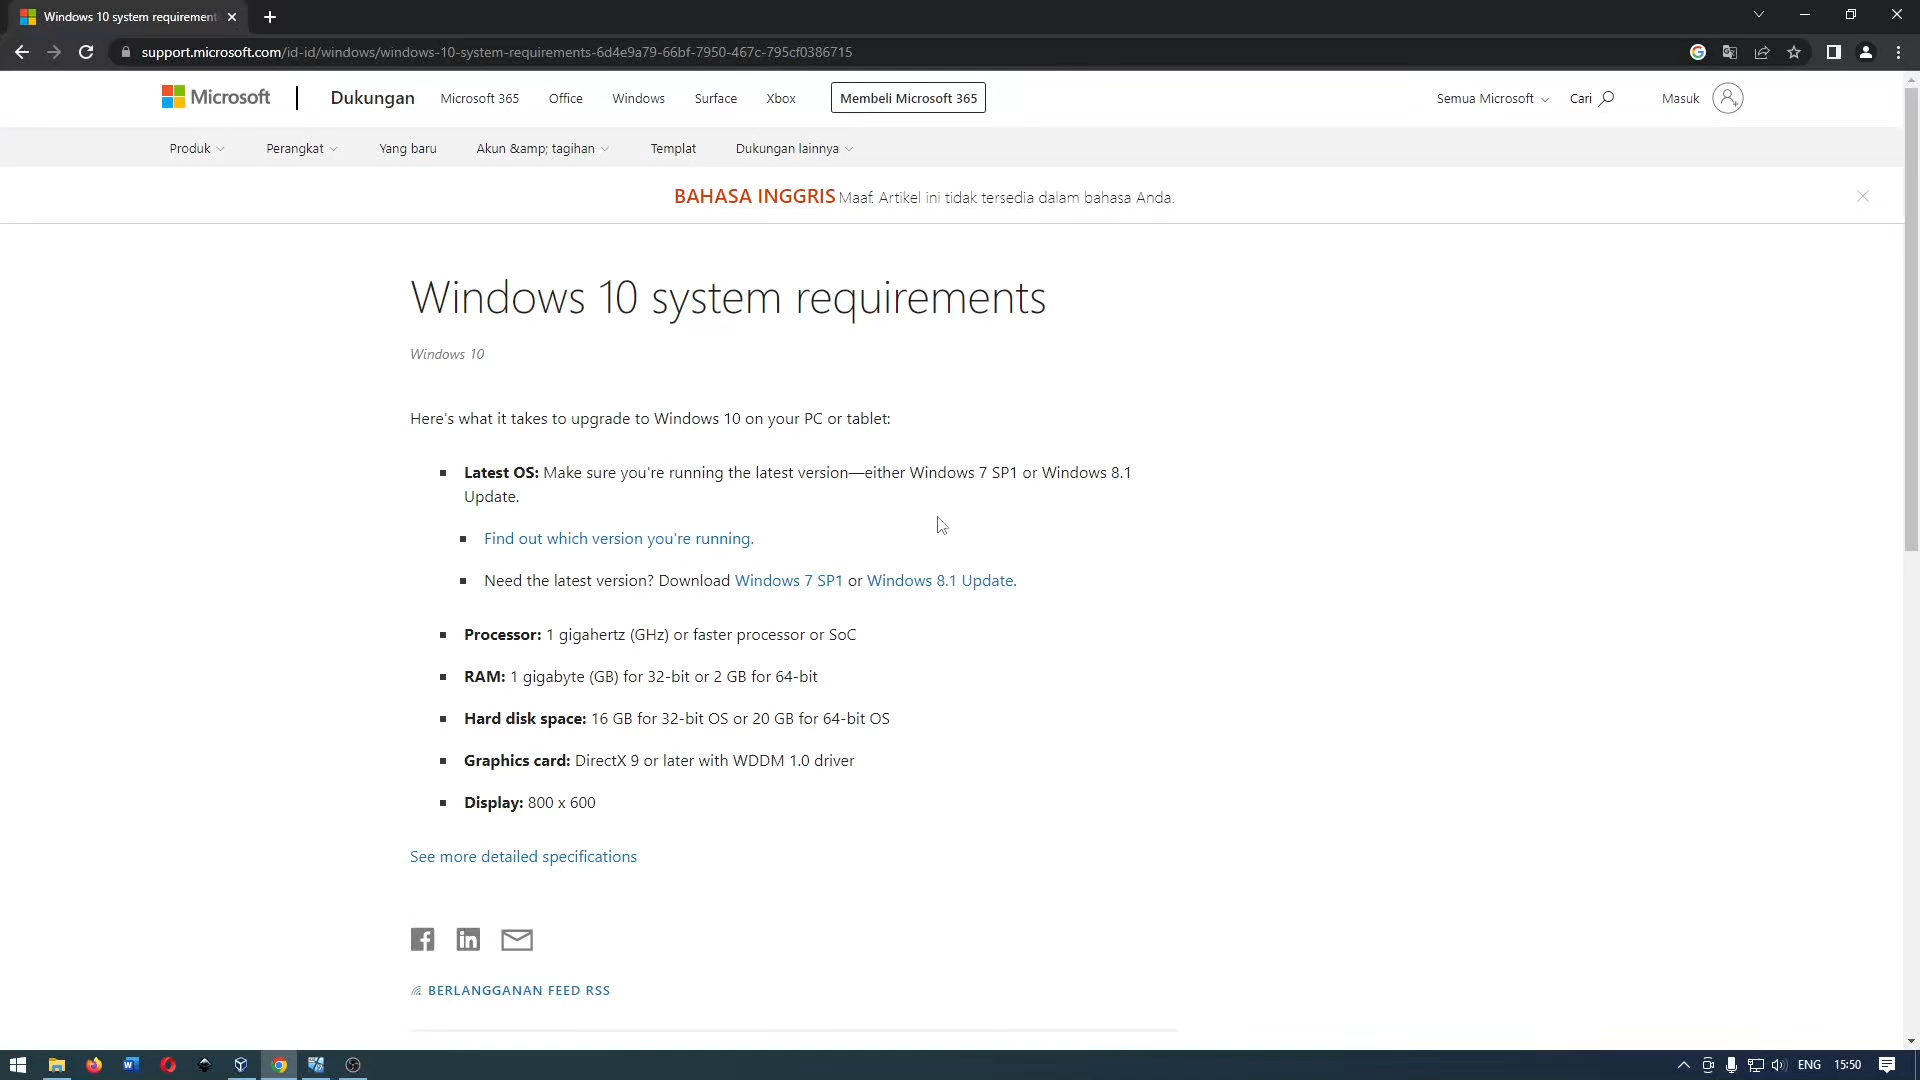 Windows 10 system requirement
support.microsoft.com/id-id/windows/windows-10-system-requirements-6d4e9a79-66bf-7950-467c-795cf0386715
Microsoft Dukungan Microsoft 365 Office Windows Surface Xbox Membeli Microsoft 365 Semua Microsoft Cari Masuk
Produk Perangkat Yang baru Akun &amp; tagihan Templat Dukungan lainnya
BAHASA INGGRIS Maaf. Artikel ini tidak tersedia dalam bahasa Anda.
Windows 10 system requirements
Windows 10
Here's what it takes to upgrade to Windows 10 on your PC or tablet:
Latest OS: Make sure you're running the latest version—either Windows 7 SP1 or Windows 8.1
Update.
Find out which version you're running.
Need the latest version? Download Windows 7 SP1 or Windows 8.1 Update.
Processor: 1 gigahertz (GHz) or faster processor or SoC
RAM: 1 gigabyte (GB) for 32-bit or 2 GB for 64-bit
Hard disk space: 16 GB for 32-bit OS or 20 GB for 64-bit OS
Graphics card: DirectX 9 or later with WDDM 1.0 driver
Display: 800 x 600
See more detailed specifications
BERLANGGANAN FEED RSS
ENG 15:50